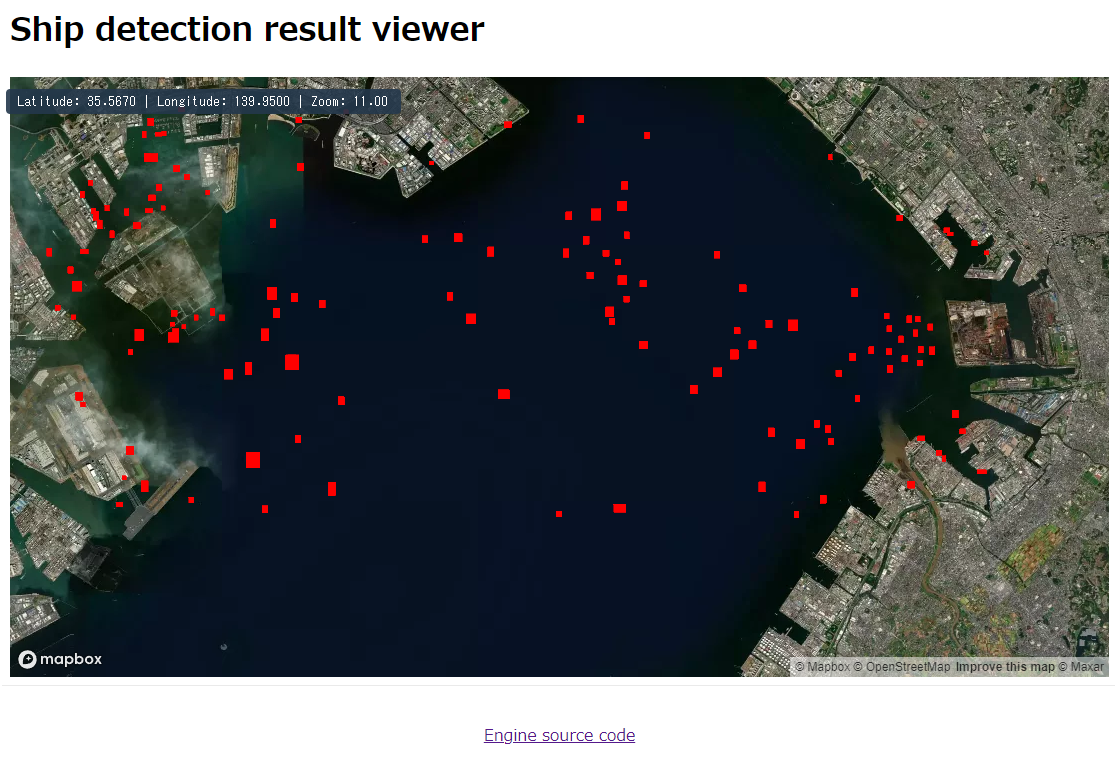 Ship detection result viewer
Latitude: 35.5670 | Longitude: 139.9500 | Zoom: 11.00
mapbox
© Mapbox © OpenStreetMap Improve this map © Maxar
Engine source code